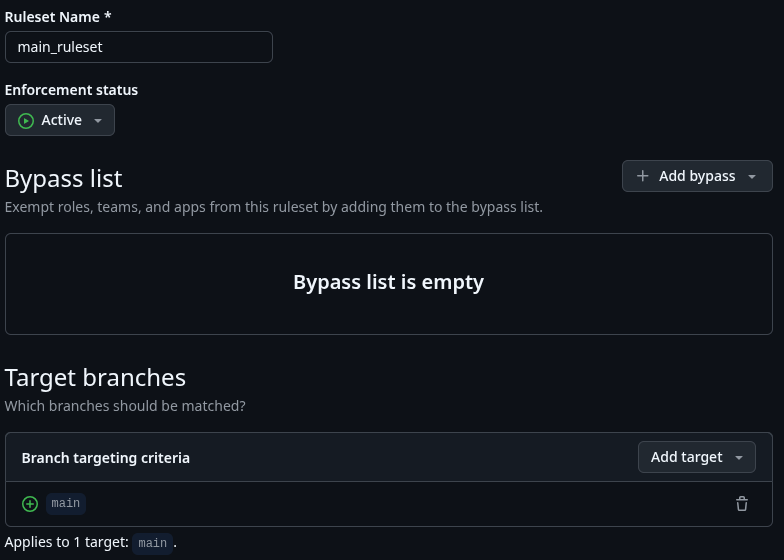 Ruleset Name *
main_ruleset
Enforcement status
Active
Bypass list
Add bypass
Exempt roles, teams, and apps from this ruleset by adding them to the bypass list.
Bypass list is empty
Target branches
Which branches should be matched?
Branch targeting criteria
Add target
main
Applies to 1 target: main.